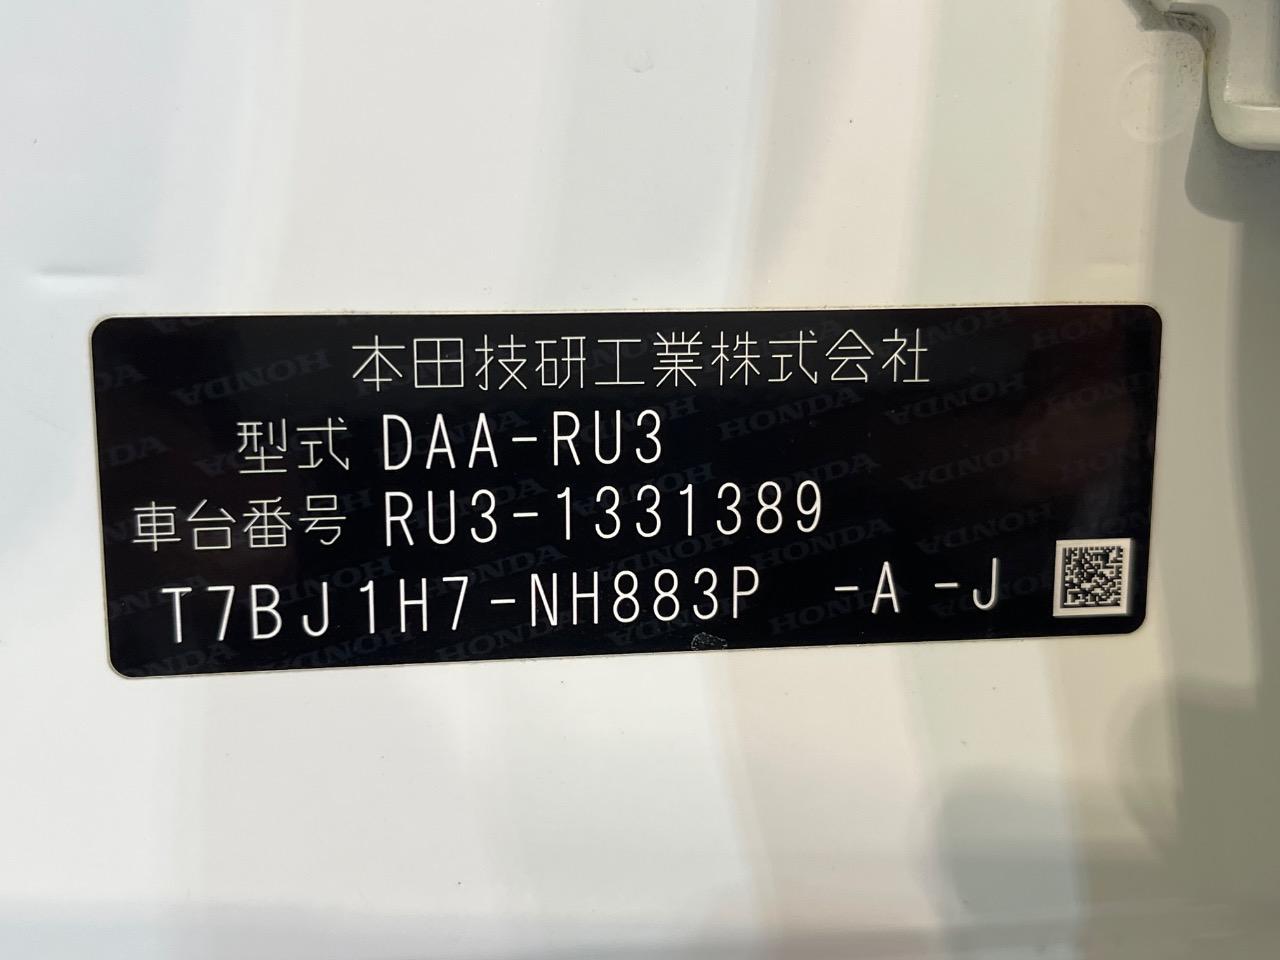 本田技研工業株式会社
型式 DAA-RU3
車台番号 RU3-1331389
T7BJ1H7-NH883P -A -J